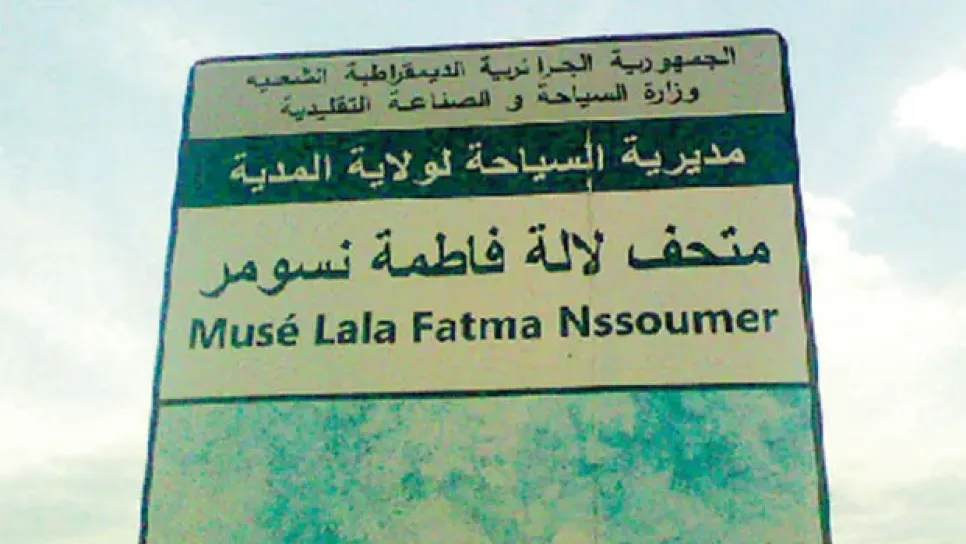 الجمهورية الجزائرية الديمقراطية الشعبية
وزارة السياحة و الصناعة التقليدية
مديرية السياحة لولاية المدية
متحف لالة فاطمة نسومر
Musé Lala Fatma Nssoumer